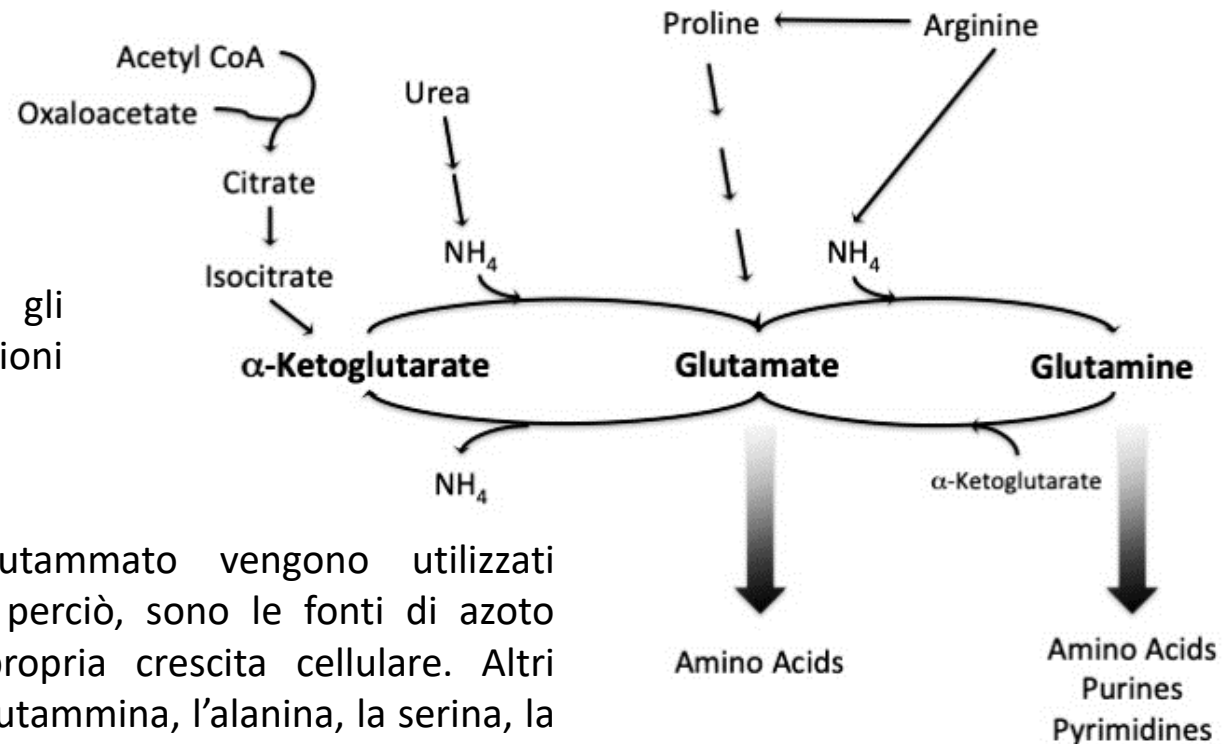 Proline
Arginine
Acetyl CoA
Urea
Oxaloacetate
Citrate
NH₄
NH₄
Isocitrate
gli
ioni
α-Ketoglutarate
Glutamate
Glutamine
NH₄
α-Ketoglutarate
utammato vengono utilizzati
perciò, sono le fonti di azoto
propria crescita cellulare. Altri
utammina, l’alanina, la serina, la
Amino Acids
Amino Acids
Purines
Pyrimidines